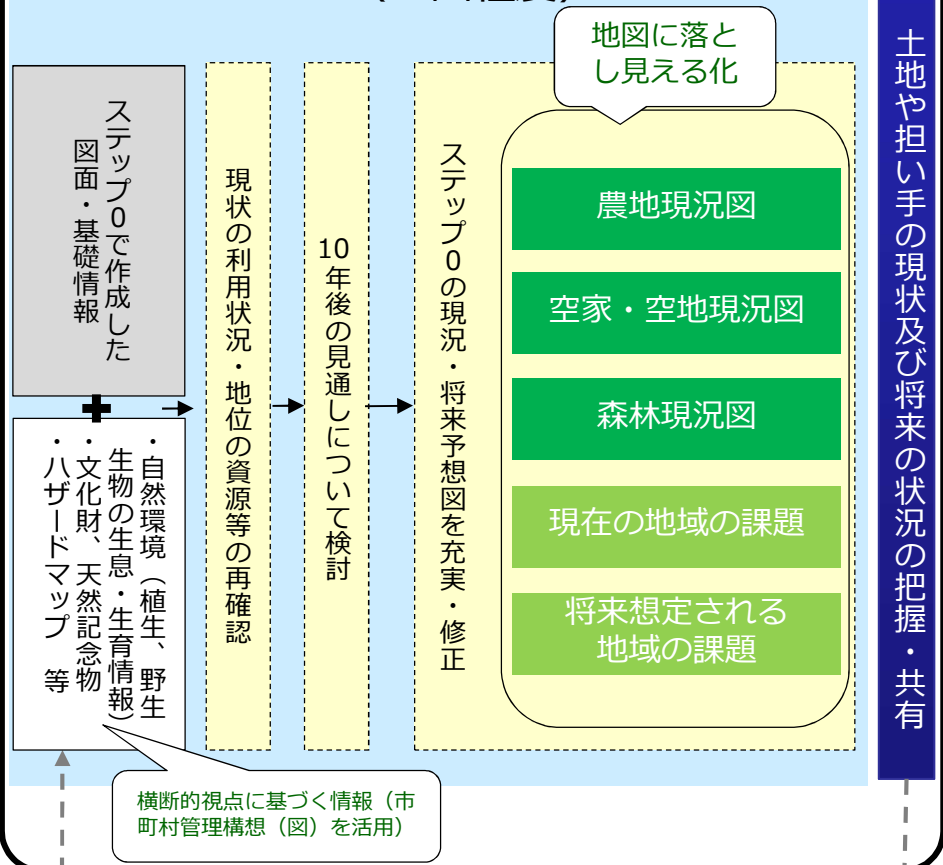 地図に落と
し見える化
ステップ0で作成した
図面・基礎情報
・自然環境（植生、野生
生物の生息・生育情報）
・文化財、天然記念物
・ハザードマップ　等
現状の利用状況・地位の資源等の再確認
10年後の見通しについて検討
ステップ0の現況・将来予想図を充実・修正
農地現況図
空家・空地現況図
森林現況図
現在の地域の課題
将来想定される
地域の課題
土地や担い手の現状及び将来の状況の把握・共有
横断的視点に基づく情報（市
町村管理構想（図）を活用）